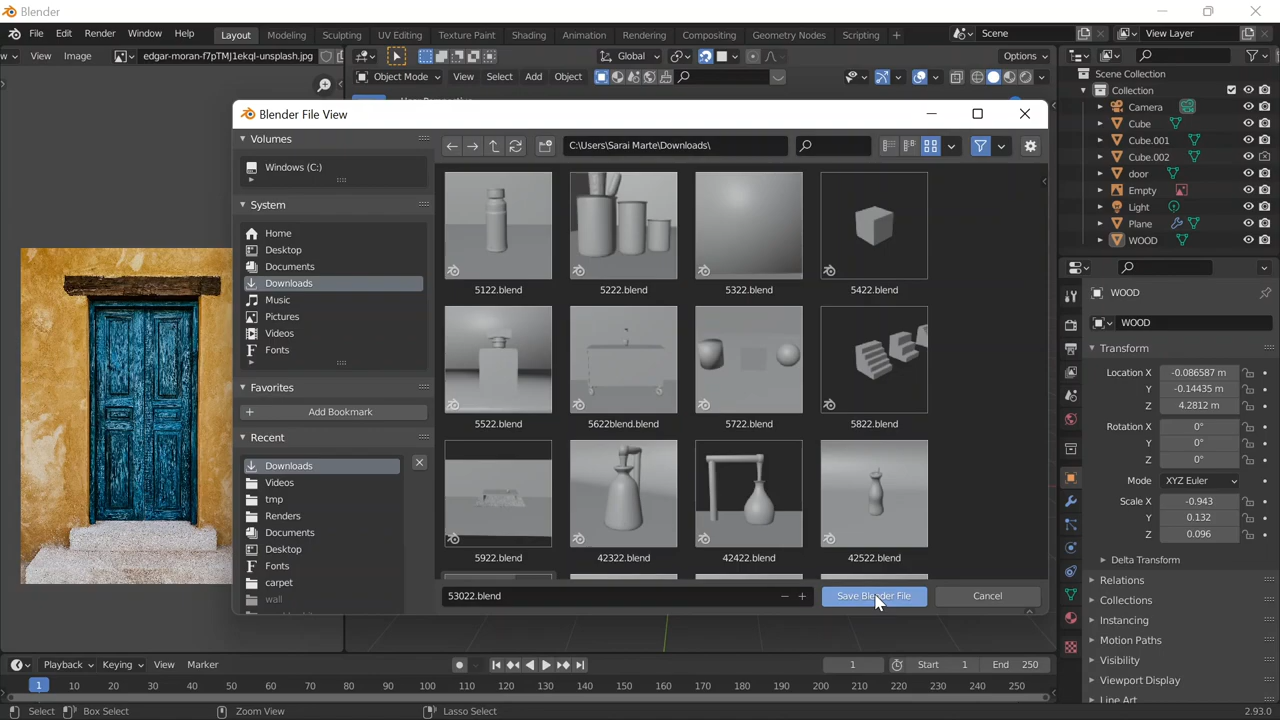 Blender
File Edit Render Window Help Layout Modeling Sculpting UV Editing Texture Paint Shading Animation Rendering Compositing Geometry Nodes Scripting + Scene View Layer
View Image edgar-moran-f7pTMJ1ekqI-unsplash.jpg Global Options
Object Mode View Select Add Object
Blender File View
Volumes
Windows (C:)
System
Home
Desktop
Documents
Downloads
Music
Pictures
Videos
Fonts
Favorites
Add Bookmark
Recent
Downloads
Videos
tmp
Renders
Documents
Desktop
Fonts
carpet
wall
C:\Users\Sarai Marte\Downloads\
5122.blend 5222.blend 5322.blend 5422.blend
5522.blend 5622blend.blend 5722.blend 5822.blend
5922.blend 42322.blend 42422.blend 42522.blend
53022.blend Save Blender File Cancel
Scene Collection
Collection
Camera
Cube
Cube.001
Cube.002
door
Empty
Light
Plane
WOOD
WOOD
WOOD
Transform
Location X -0.086587 m
Y -0.14435 m
Z 4.2812 m
Rotation X 0°
Y 0°
Z 0°
Mode XYZ Euler
Scale X -0.943
Y 0.132
Z 0.096
Delta Transform
Relations
Collections
Instancing
Motion Paths
Visibility
Viewport Display
Line Art
Playback Keying View Marker 1 Start 1 End 250
1 10 20 30 40 50 60 70 80 90 100 110 120 130 140 150 160 170 180 190 200 210 220 230 240 250
Select Box Select Zoom View Lasso Select 2.93.0